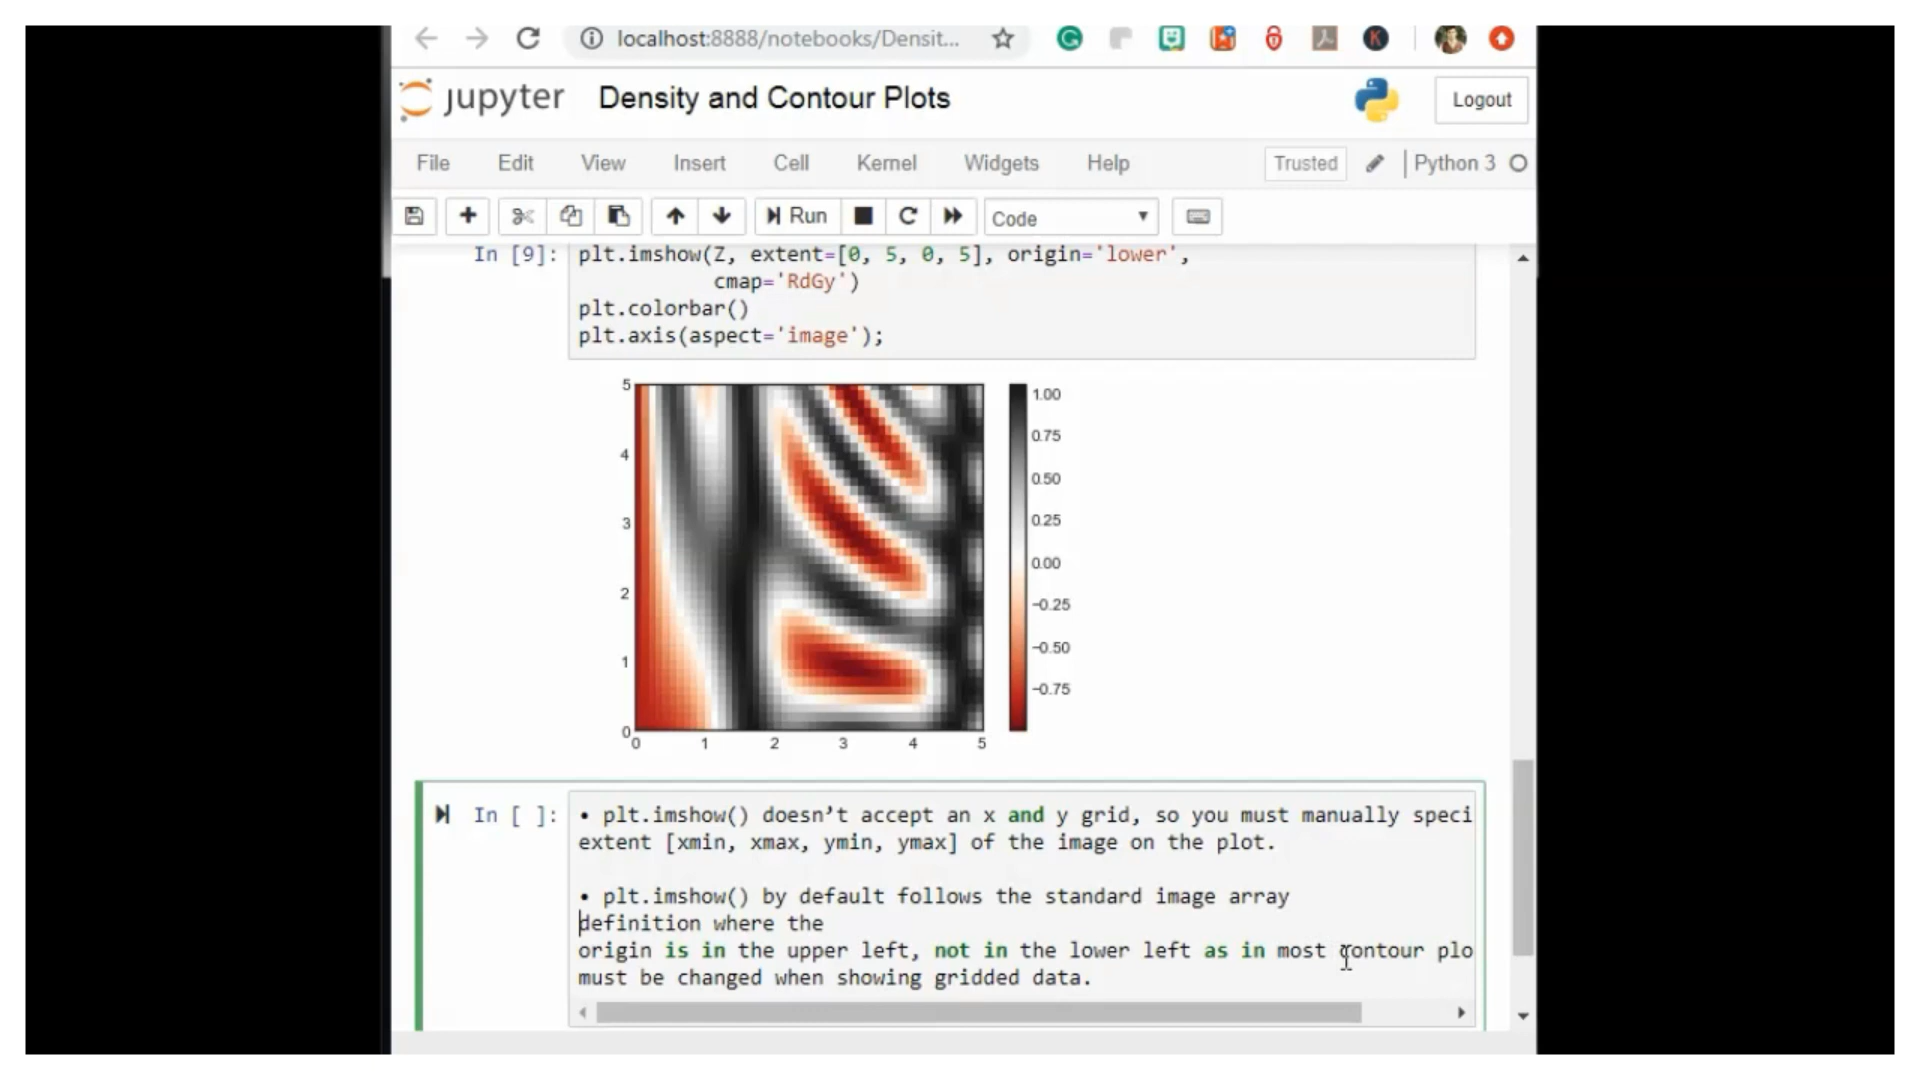 localhost:8888/notebooks/Densit...
jupyter Density and Contour Plots
Logout
File Edit View Insert Cell Kernel Widgets Help
Trusted
Python 3
Run
Code
In [9]: plt.imshow(Z, extent=[0, 5, 0, 5], origin='lower',
cmap='RdGy')
plt.colorbar()
plt.axis(aspect='image');
5
4
3
2
1
0
0 1 2 3 4 5
1.00
0.75
0.50
0.25
0.00
−0.25
−0.50
−0.75
In [ ]: • plt.imshow() doesn’t accept an x and y grid, so you must manually speci
extent [xmin, xmax, ymin, ymax] of the image on the plot.
• plt.imshow() by default follows the standard image array
definition where the
origin is in the upper left, not in the lower left as in most contour plo
must be changed when showing gridded data.